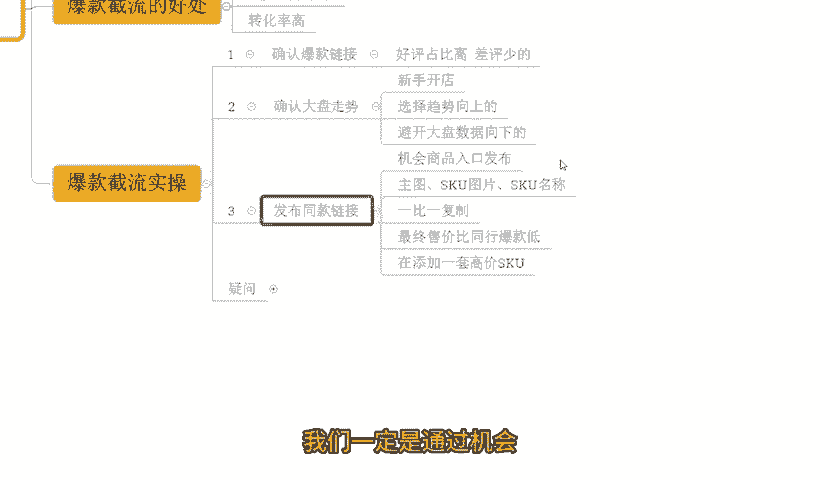 爆款截流的好处
转化率高
1 确认爆款链接 好评占比高 差评少的
新手开店
2 确认大盘走势 选择趋势向上的
避开大盘数据向下的
机会商品入口发布
爆款截流实操
主图、SKU图片、SKU名称
3 发布同款链接 一比一复制
最终售价比同行爆款低
在添加一套高价SKU
疑问
我们一定是通过机会